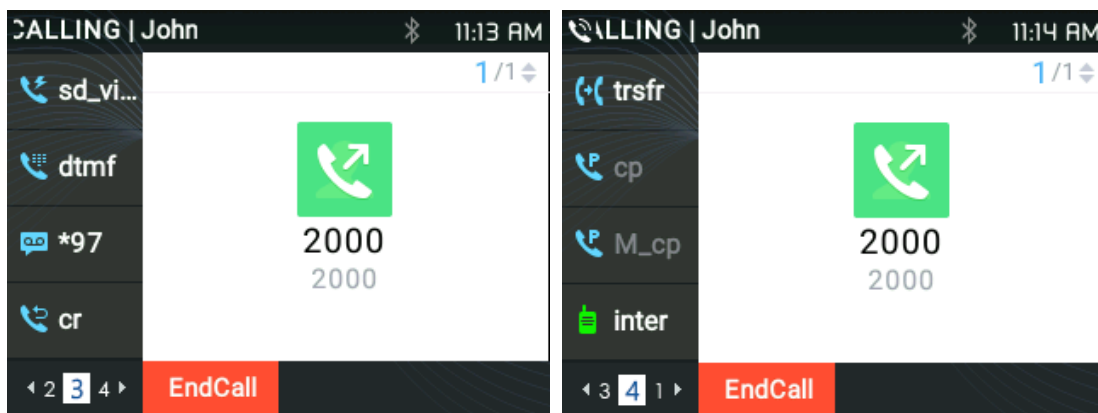 CALLING | John 11:13 AM
1/1
sd_vi...
dtmf
*97
cr
2000
2000
2 3 4 EndCall
ALLING | John 11:14 AM
1/1
trsfr
cp
M_cp
inter
2000
2000
3 4 1 EndCall